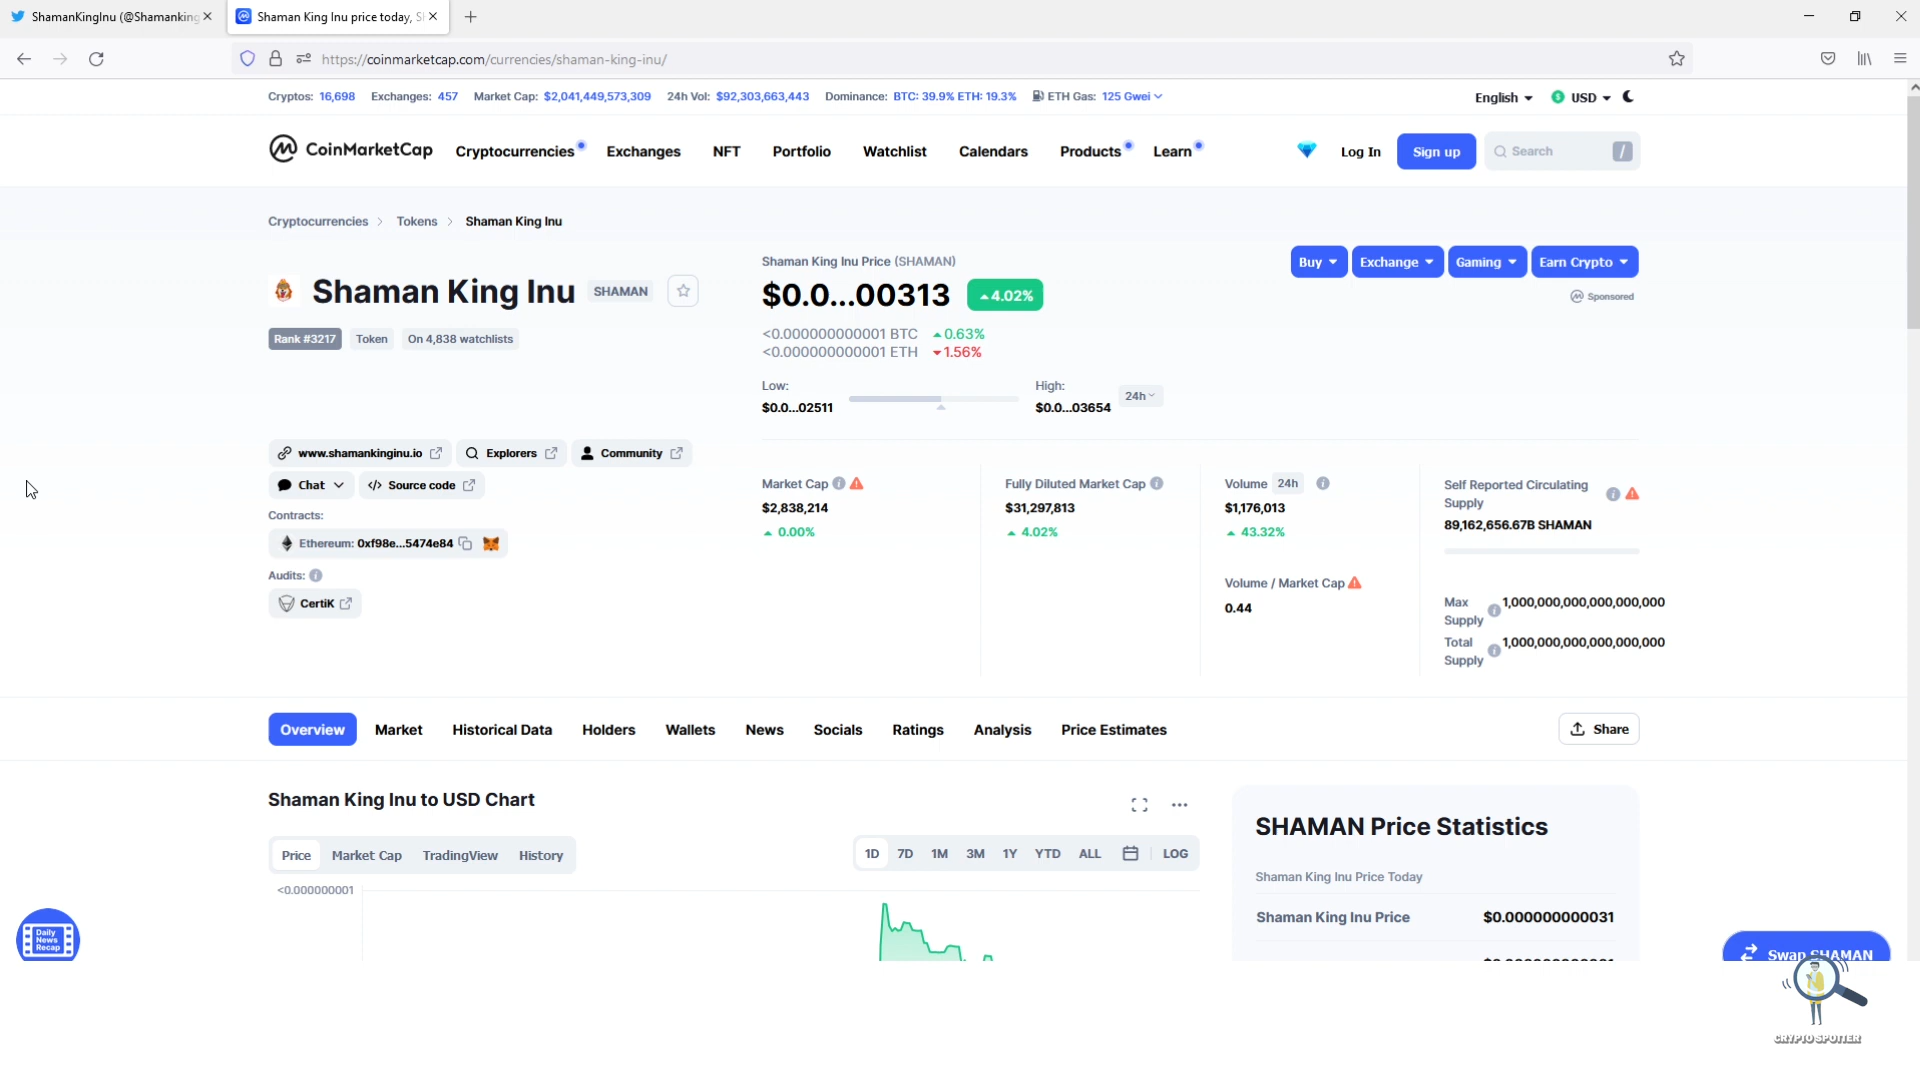 ShamanKingInu (@Shamanking
Shaman King Inu price today, S
https://coinmarketcap.com/currencies/shaman-king-inu/
Cryptos: 16,698 Exchanges: 457 Market Cap: $2,041,449,573,309 24h Vol: $92,303,663,443 Dominance: BTC: 39.9% ETH: 19.3% ETH Gas: 125 Gwei
English USD
CoinMarketCap Cryptocurrencies Exchanges NFT Portfolio Watchlist Calendars Products Learn Log In Sign up Search /
Cryptocurrencies > Tokens > Shaman King Inu
Shaman King Inu Price (SHAMAN)
Buy Exchange Gaming Earn Crypto
Shaman King Inu SHAMAN
$0.0...00313 4.02%
Sponsored
Rank #3217 Token On 4,838 watchlists
<0.000000000001 BTC 0.63%
<0.000000000001 ETH 1.56%
Low: High:
$0.0...02511 $0.0...03654 24h
www.shamankinginu.io Explorers Community
Chat Source code
Contracts:
Ethereum: 0xf98e...5474e84
Audits:
CertiK
Market Cap
$2,838,214
0.00%
Fully Diluted Market Cap
$31,297,813
4.02%
Volume 24h
$1,176,013
43.32%
Volume / Market Cap
0.44
Self Reported Circulating
Supply
89,162,656.67B SHAMAN
Max
Supply
1,000,000,000,000,000,000
Total
Supply
1,000,000,000,000,000,000
Overview Market Historical Data Holders Wallets News Socials Ratings Analysis Price Estimates Share
Shaman King Inu to USD Chart
Price Market Cap TradingView History
1D 7D 1M 3M 1Y YTD ALL LOG
<0.000000001
SHAMAN Price Statistics
Shaman King Inu Price Today
Shaman King Inu Price $0.000000000031
Daily
News
Recap
Swap SHAMAN
CRYPTO SPOTTER